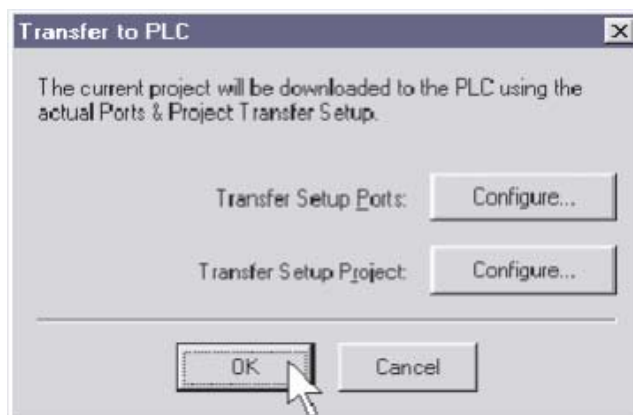 Transfer to PLC
The current project will be downloaded to the PLC using the
actual Ports & Project Transfer Setup.
Transfer Setup Ports: Configure...
Transfer Setup Project: Configure...
OK Cancel